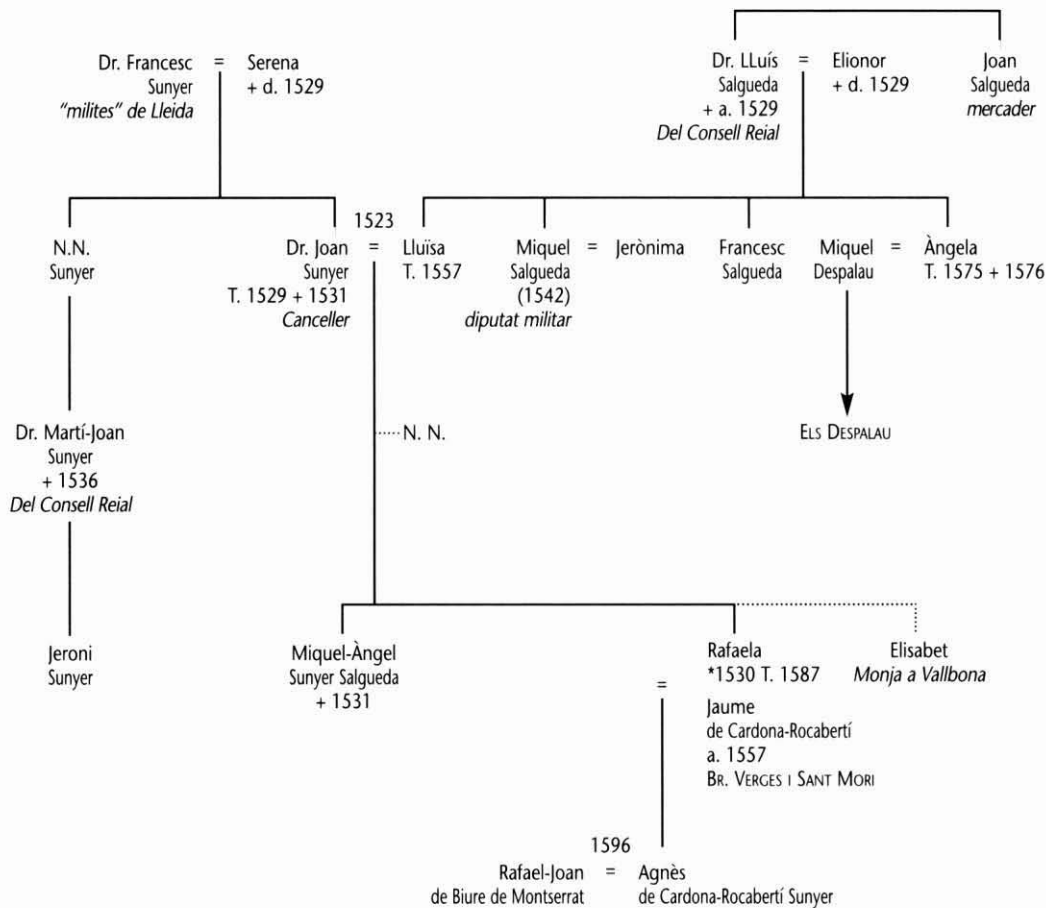 Dr. Francesc = Serena
Sunyer + d. 1529
"milites" de Lleida
Dr. LLuís = Elionor
Salgueda + d. 1529
+ a. 1529
Del Consell Reial
Joan
Salgueda
mercader
N.N.
Sunyer
1523
Dr. Joan = Lluïsa
Sunyer T. 1557
T. 1529 + 1531
Canceller
Miquel = Jerònima
Salgueda
(1542)
diputat militar
Francesc
Salgueda
Miquel = Àngela
Despalau T. 1575 + 1576
Dr. Martí-Joan
Sunyer
+ 1536
Del Consell Reial
N. N.
ELS DESPALAU
Jeroni
Sunyer
Miquel-Àngel
Sunyer Salgueda
+ 1531
Rafaela
*1530 T. 1587
=
Jaume
de Cardona-Rocabertí
a. 1557
BR. VERGES I SANT MORI
Elisabet
Monja a Vallbona
1596
Rafael-Joan = Agnès
de Biure de Montserrat de Cardona-Rocabertí Sunyer